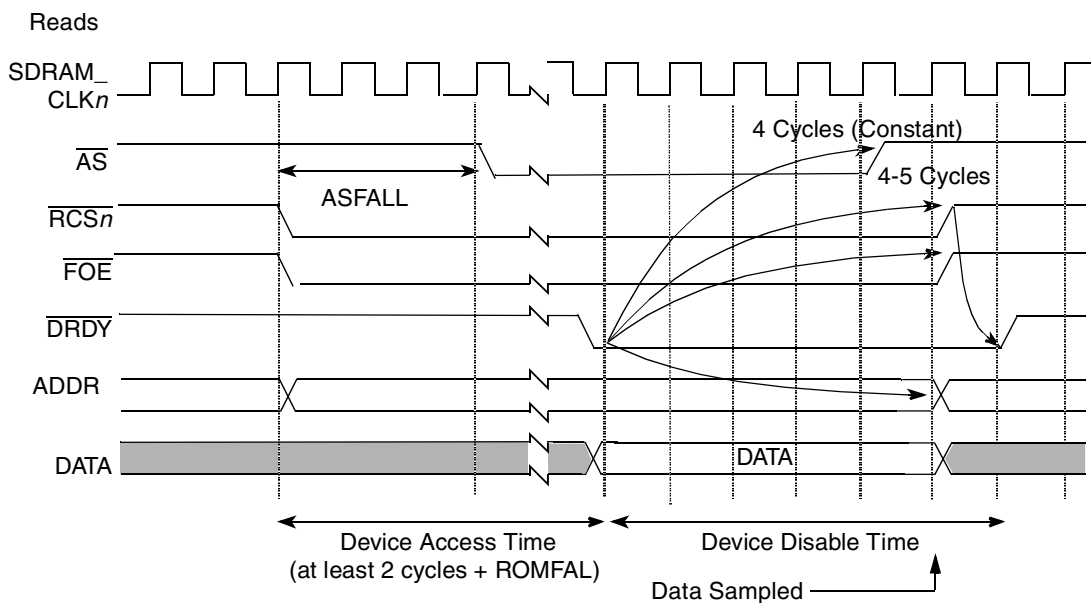 Reads
SDRAM_
CLKn
4 Cycles (Constant)
AS
4-5 Cycles
ASFALL
RCSn
FOE
DRDY
ADDR
DATA
DATA
Device Access Time
(at least 2 cycles + ROMFAL)
Device Disable Time
Data Sampled